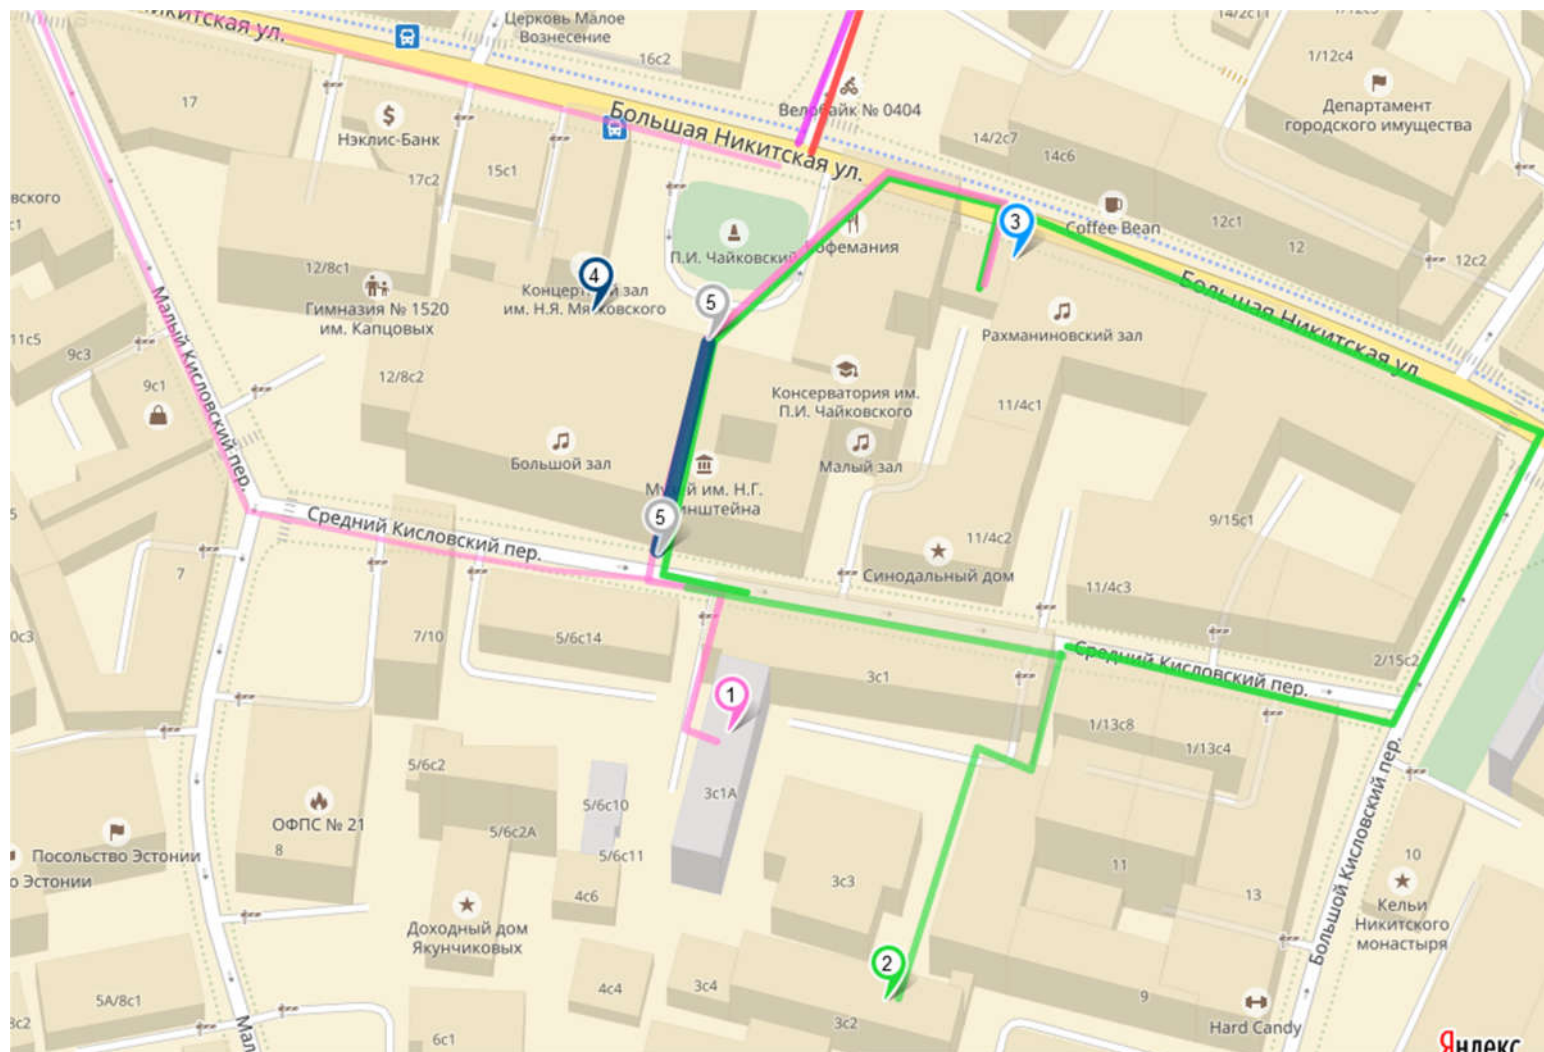 Никитская ул.
Церковь Малое
Вознесение
16с2
17
Нэклис-Банк
17с2
15с1
Большая Никитская ул.
Велобайк № 0404
14/2с11
1/12с4
Департамент
городского имущества
14/2с7
14с6
Coffee Bean
12с1
12
12с2
3
Кофемания
П.И. Чайковский
4
Концертный зал
им. Н.Я. Мясковского
5
12/8с1
Гимназия № 1520
им. Капцовых
Большая Никитская ул.
Рахманиновский зал
11с5
9с3
9с1
12/8с2
Малый Кисловский пер.
Консерватория им.
П.И. Чайковского
11/4с1
Большой зал
Малый зал
Музей им. Н.Г.
Рубинштейна
5
Средний Кисловский пер.
9/15с1
11/4с2
Синодальный дом
11/4с3
7
7/10
5/6с14
3с1
2/15с2
Средний Кисловский пер.
1
1/13с8
1/13с4
5/6с2
3с1А
5/6с10
ОФПС № 21
8
5/6с2А
5/6с11
Посольство Эстонии
о Эстонии
4с6
3с3
11
13
10
Кельи
Никитского
монастыря
Большой Кисловский пер.
Доходный дом
Якунчиковых
2
4с4
3с4
9
5А/8с1
3с2
6с1
Мал
Hard Candy
Яндекс